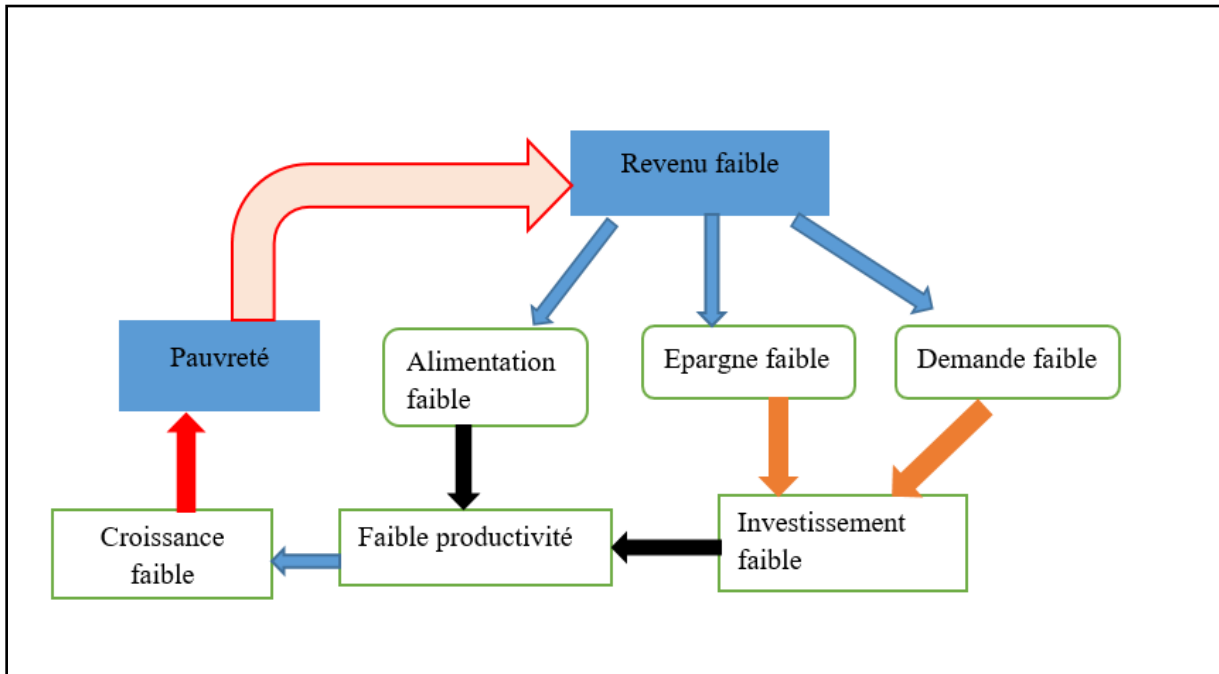 Revenu faible
Pauvreté
Alimentation
faible
Epargne faible
Demande faible
Croissance
faible
Faible productivité
Investissement
faible